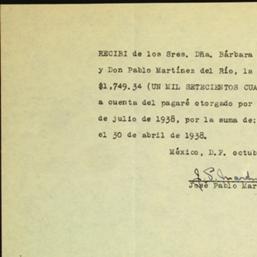 RECIBI de los Sres. Dña. Bárbara
y Don Pablo Martínez del Río, la
$1,749.34 (UN MIL SETECIENTOS CUA
a cuenta del pagaré otorgado por
de julio de 1938, por la suma de:
el 30 de abril de 1938.
México, D.F. octub
José Pablo Mar